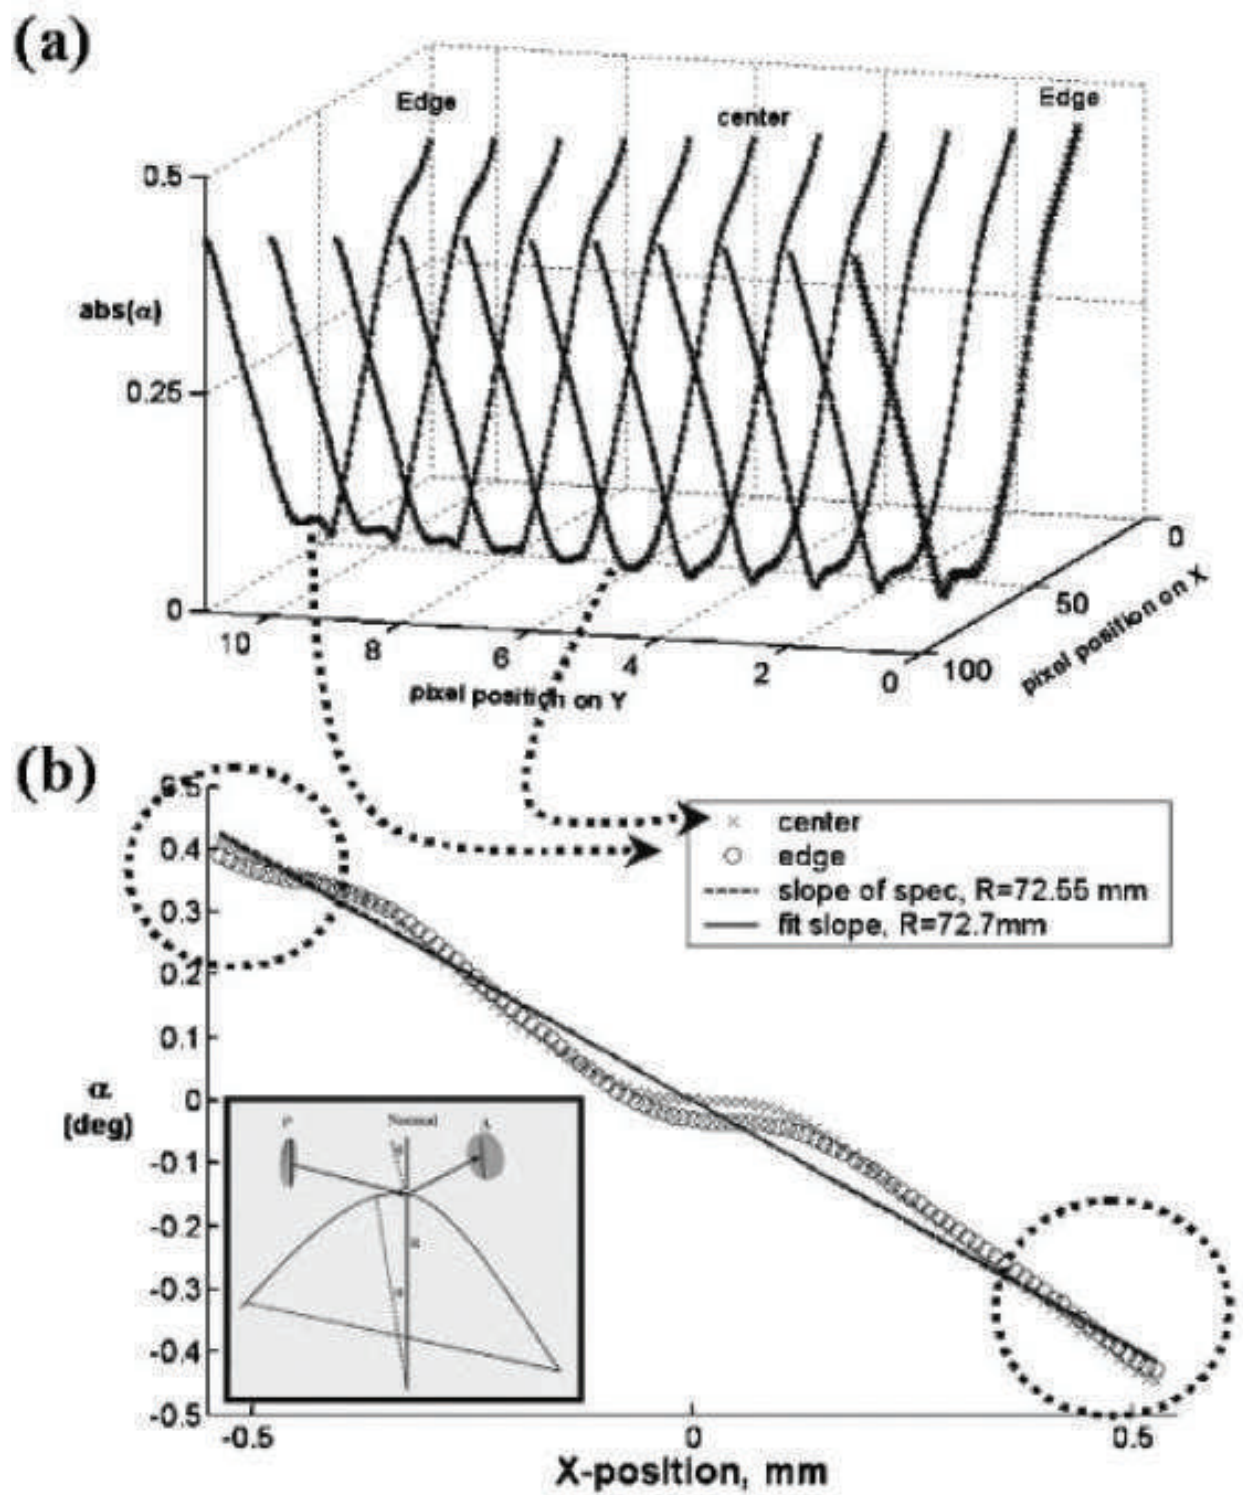 (a)
Edge
center
Edge
0.5
abs(α)
0.25
0
10
8
6
4
2
0
pixel position on Y
100
50
0
pixel position on X
(b)
0.5
0.4
0.3
0.2
0.1
0
-0.1
-0.2
-0.3
-0.4
-0.5
α
(deg)
center
edge
slope of spec, R=72.55 mm
fit slope, R=72.7mm
P
Normal
A
R
-0.5
0
0.5
X-position, mm